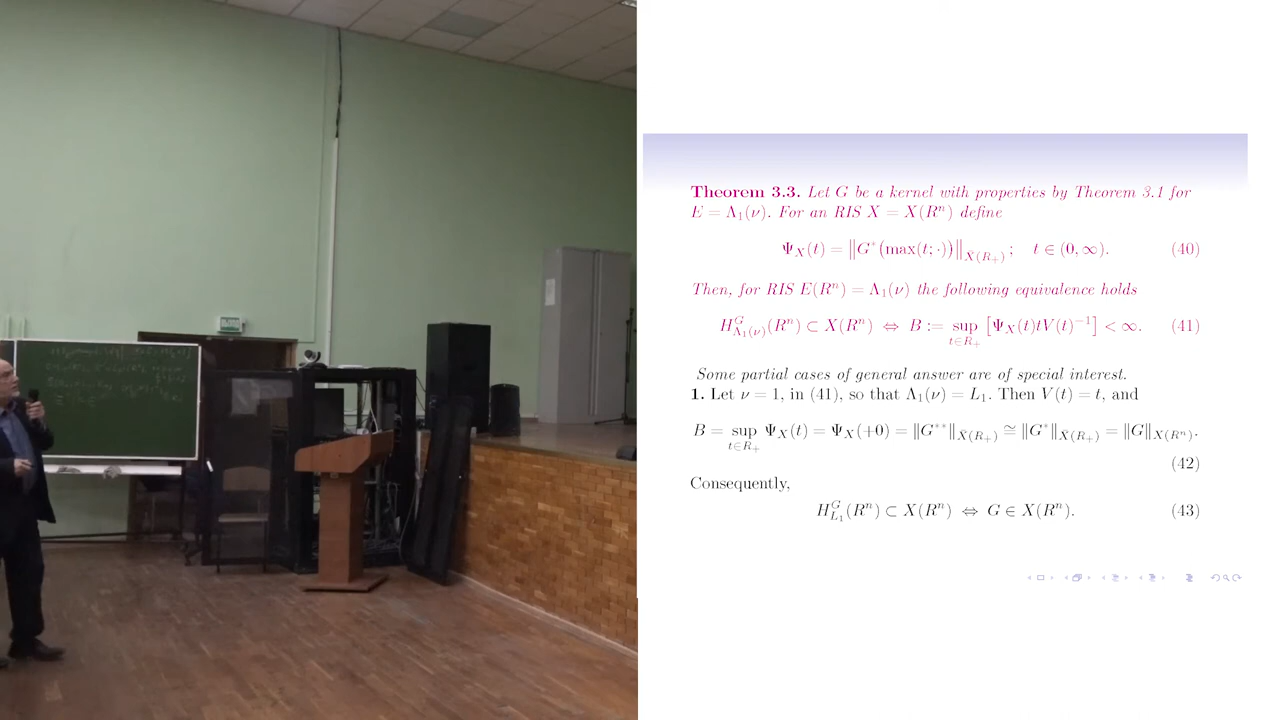 Theorem 3.3. Let G be a kernel with properties by Theorem 3.1 for
E = Λ₁(ν). For an RIS X = X(Rⁿ) define
Ψ_X(t) = ‖G*(max(t; ·))‖_{X̃(R₊)}; t ∈ (0, ∞). (40)
Then, for RIS E(Rⁿ) = Λ₁(ν) the following equivalence holds
H^G_{Λ₁(ν)}(Rⁿ) ⊂ X(Rⁿ) ⇔ B := sup_{t∈R₊} [Ψ_X(t)tV(t)⁻¹] < ∞. (41)
Some partial cases of general answer are of special interest.
1. Let ν = 1, in (41), so that Λ₁(ν) = L₁. Then V(t) = t, and
B = sup_{t∈R₊} Ψ_X(t) = Ψ_X(+0) = ‖G**‖_{X̃(R₊)} ≅ ‖G*‖_{X̃(R₊)} = ‖G‖_{X(Rⁿ)}.
(42)
Consequently,
H^G_{L₁}(Rⁿ) ⊂ X(Rⁿ) ⇔ G ∈ X(Rⁿ). (43)